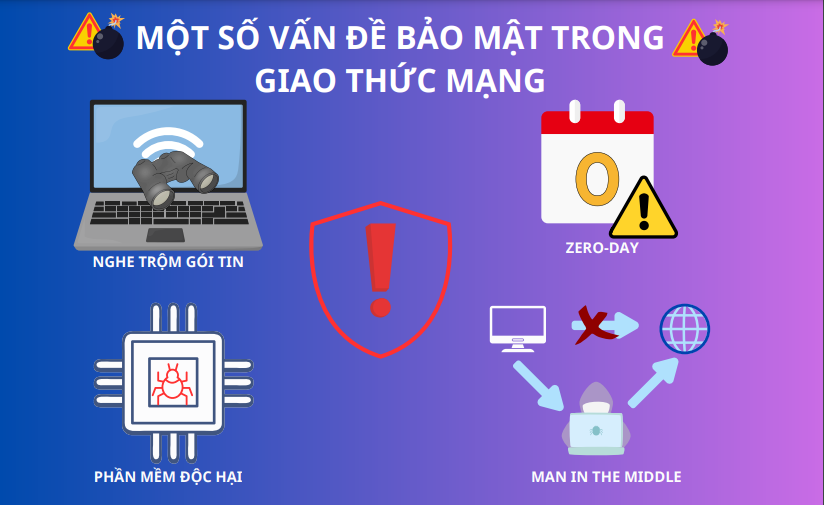 MỘT SỐ VẤN ĐỀ BẢO MẬT TRONG
GIAO THỨC MẠNG
NGHE TRỘM GÓI TIN
0
ZERO-DAY
PHẦN MỀM ĐỘC HẠI
MAN IN THE MIDDLE